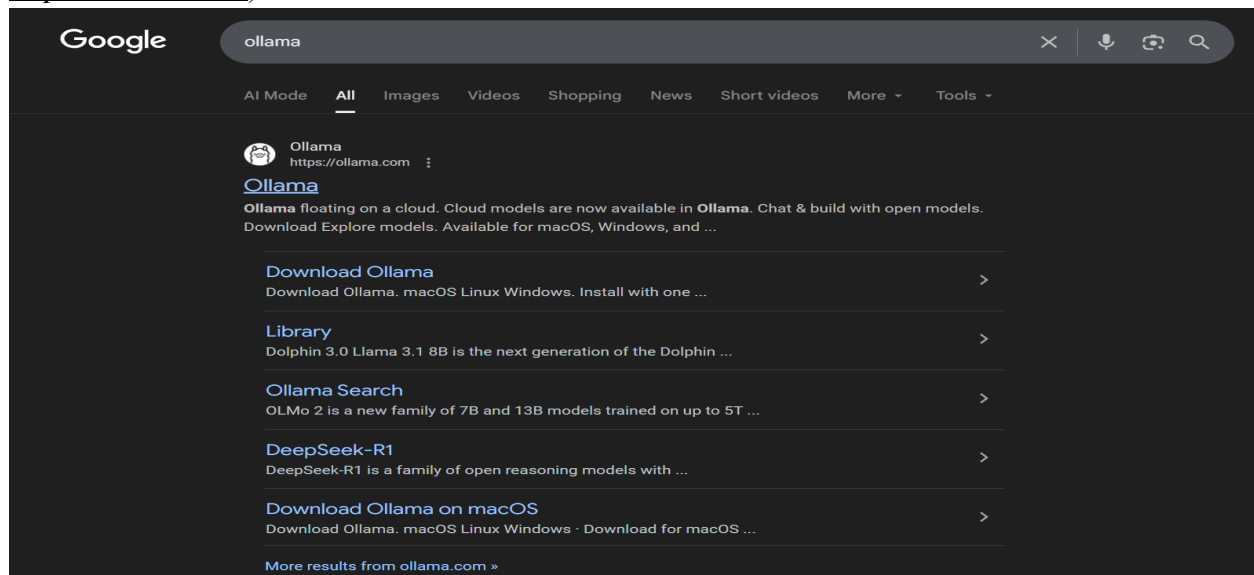 Google
ollama
AI Mode All Images Videos Shopping News Short videos More Tools
Ollama
https://ollama.com
Ollama
Ollama floating on a cloud. Cloud models are now available in Ollama. Chat & build with open models.
Download Explore models. Available for macOS, Windows, and ...
Download Ollama
Download Ollama. macOS Linux Windows. Install with one ...
Library
Dolphin 3.0 Llama 3.1 8B is the next generation of the Dolphin ...
Ollama Search
OLMo 2 is a new family of 7B and 13B models trained on up to 5T ...
DeepSeek-R1
DeepSeek-R1 is a family of open reasoning models with ...
Download Ollama on macOS
Download Ollama. macOS Linux Windows · Download for macOS ...
More results from ollama.com »